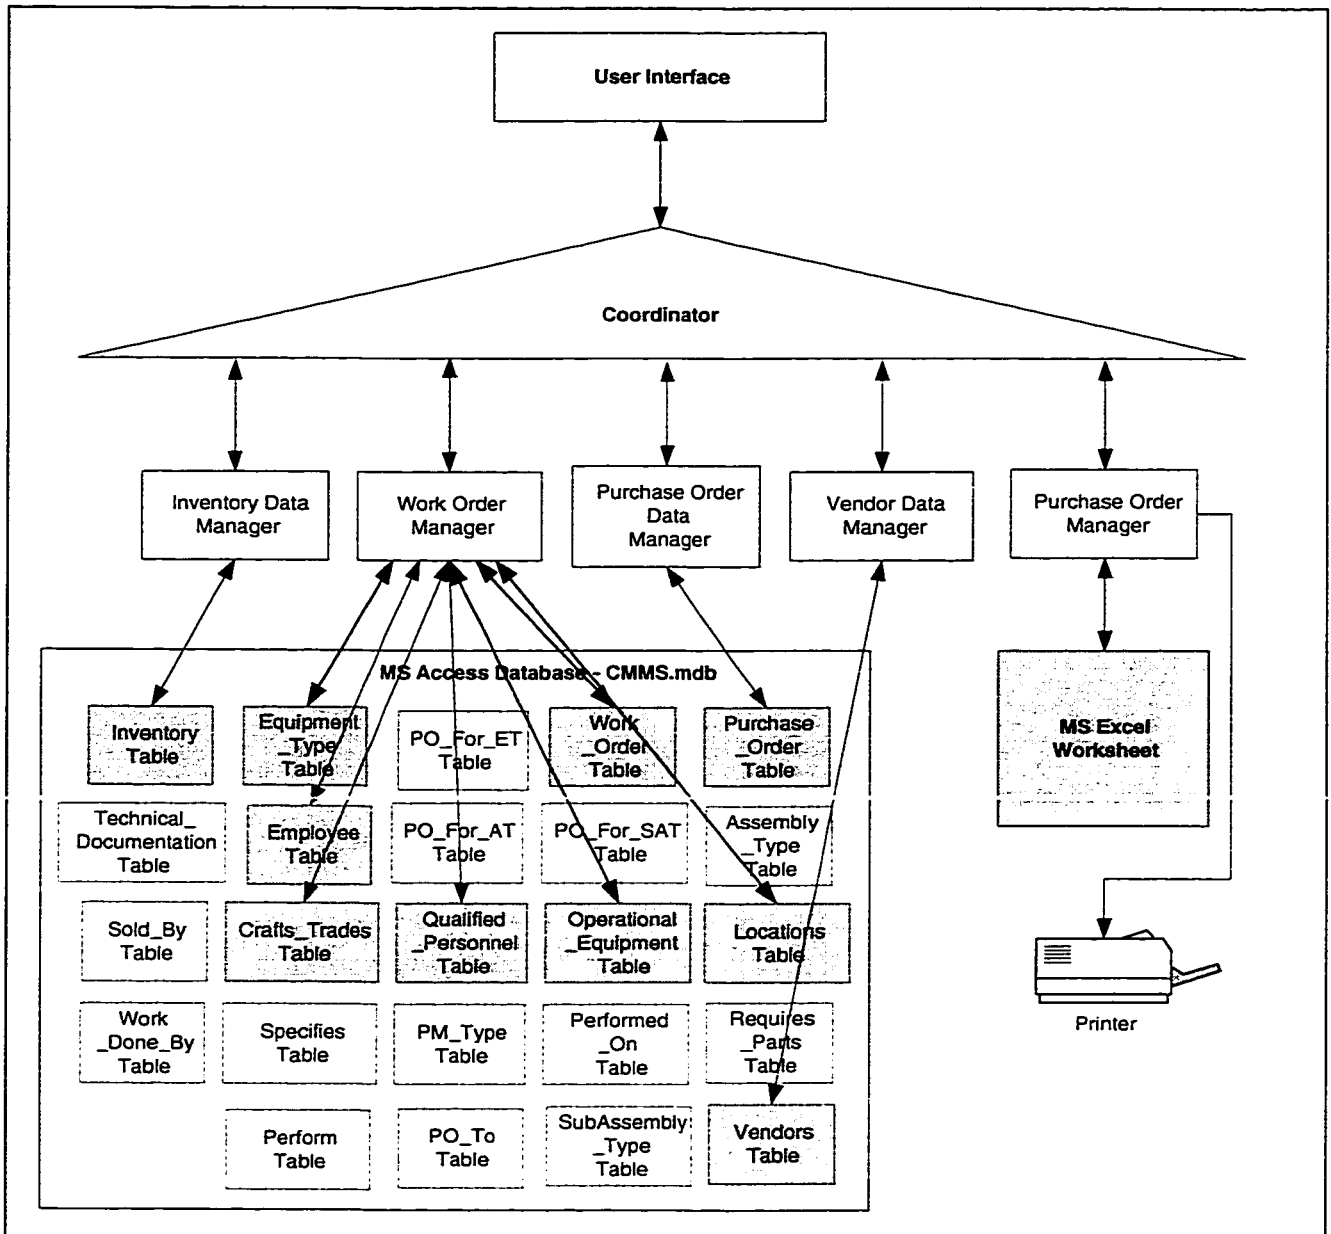 User Interface
Coordinator
Inventory Data
Manager
Work Order
Manager
Purchase Order
Data
Manager
Vendor Data
Manager
Purchase Order
Manager
MS Access Database - CMMS.mdb
Inventory
Table
Equipment
_Type
Table
PO_For_ET
Table
Work
_Order
Table
Purchase
_Order
Table
MS Excel
Worksheet
Technical_
Documentation
Table
Employee
Table
PO_For_AT
Table
PO_For_SAT
Table
Assembly
_Type
Table
Sold_By
Table
Crafts_Trades
Table
Qualified
_Personnel
Table
Operational
_Equipment
Table
Locations
Table
Work
_Done_By
Table
Specifies
Table
PM_Type
Table
Performed
_On
Table
Requires
_Parts
Table
Printer
Perform
Table
PO_To
Table
SubAssembly
_Type
Table
Vendors
Table